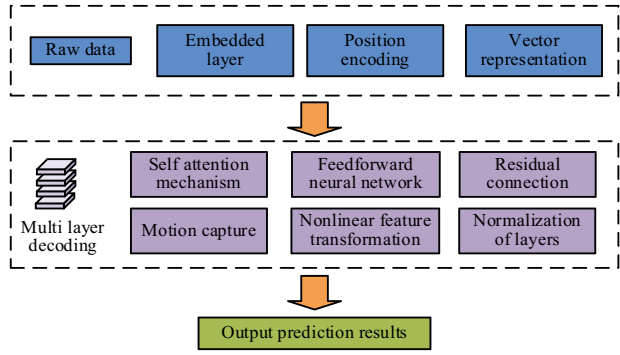 Raw data
Embedded
layer
Position
encoding
Vector
representation
Multi layer
decoding
Self attention
mechanism
Feedforward
neural network
Residual
connection
Motion capture
Nonlinear feature
transformation
Normalization
of layers
Output prediction results